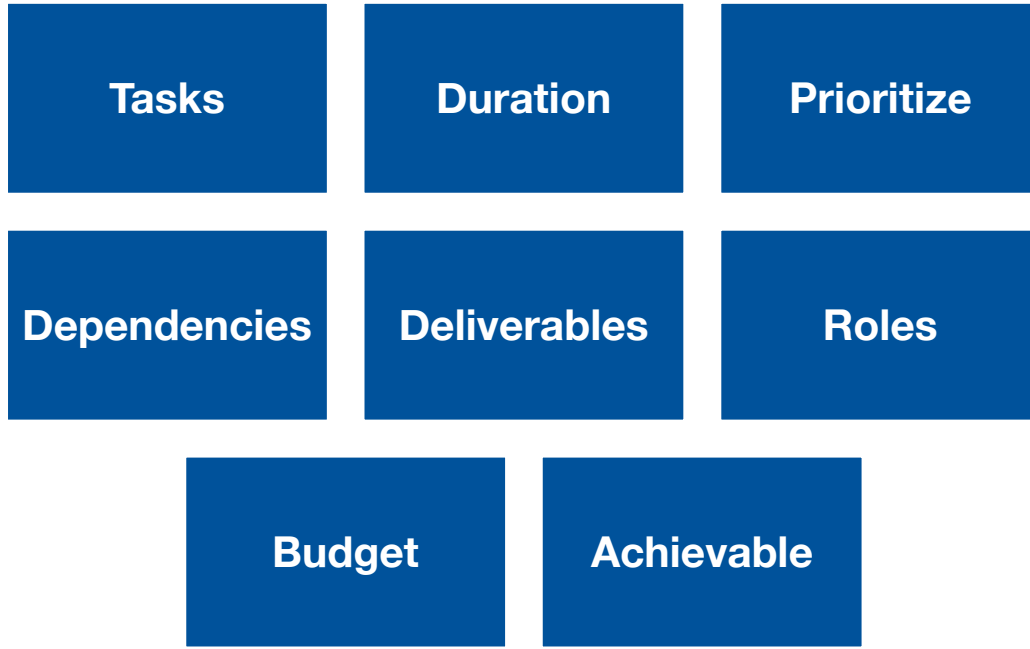 Tasks
Duration
Prioritize
Dependencies
Deliverables
Roles
Budget
Achievable